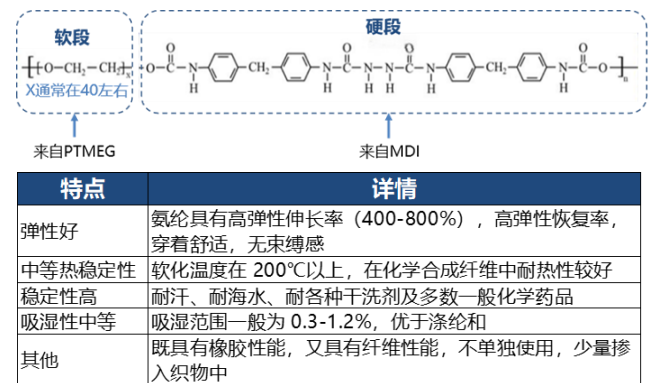 软段
硬段
-[-(O-CH₂-CH₂)ₓ-O-C(=O)-N(H)-⌬-CH₂-⌬-N(H)-C(=O)-N(H)-N(H)-C(=O)-N(H)-⌬-CH₂-⌬-N(H)-C(=O)-O-]ₙ-
X通常在40左右
来自PTMEG
来自MDI
特点 详情
弹性好 氨纶具有高弹性伸长率（400-800%），高弹性恢复率，
穿着舒适，无束缚感
中等热稳定性 软化温度在 200℃以上，在化学合成纤维中耐热性较好
稳定性高 耐汗、耐海水、耐各种干洗剂及多数一般化学药品
吸湿性中等 吸湿范围一般为 0.3-1.2%，优于涤纶和
其他 既具有橡胶性能，又具有纤维性能，不单独使用，少量掺
入织物中